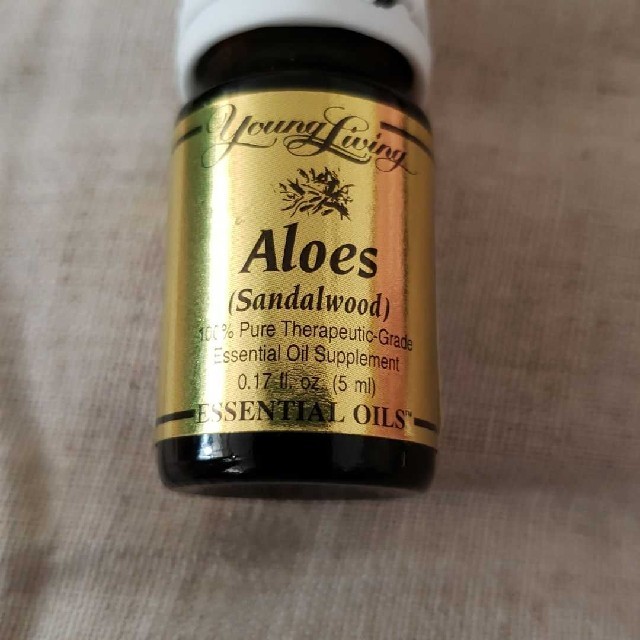 Young Living
Aloes
(Sandalwood)
100% Pure Therapeutic-Grade
Essential Oil Supplement
0.17 fl. oz. (5 ml)
ESSENTIAL OILS™